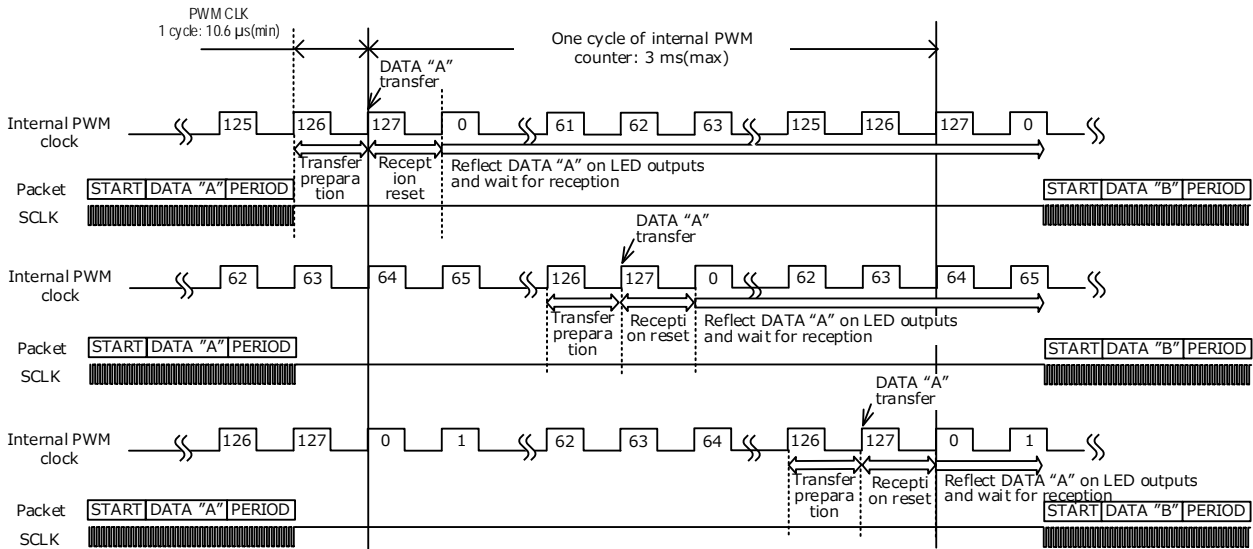 PWM CLK
1 cycle: 10.6 μs(min)
One cycle of internal PWM
counter: 3 ms(max)
DATA “A”
transfer
Internal PWM
clock
125 126 127 0 61 62 63 125 126 127 0
Transfer
prepara
tion
Recept
ion
reset
Reflect DATA “A” on LED outputs
and wait for reception
Packet START DATA ”A” PERIOD START DATA ”B” PERIOD
SCLK
DATA “A”
transfer
Internal PWM
clock
62 63 64 65 126 127 0 62 63 64 65
Transfer
prepara
tion
Recepti
on reset
Reflect DATA “A” on LED outputs
and wait for reception
Packet START DATA ”A” PERIOD START DATA ”B” PERIOD
SCLK
DATA “A”
transfer
Internal PWM
clock
126 127 0 1 62 63 64 126 127 0 1
Transfer
prepara
tion
Recepti
on reset
Reflect DATA “A” on LED outputs
and wait for reception
Packet START DATA ”A” PERIOD START DATA ”B” PERIOD
SCLK